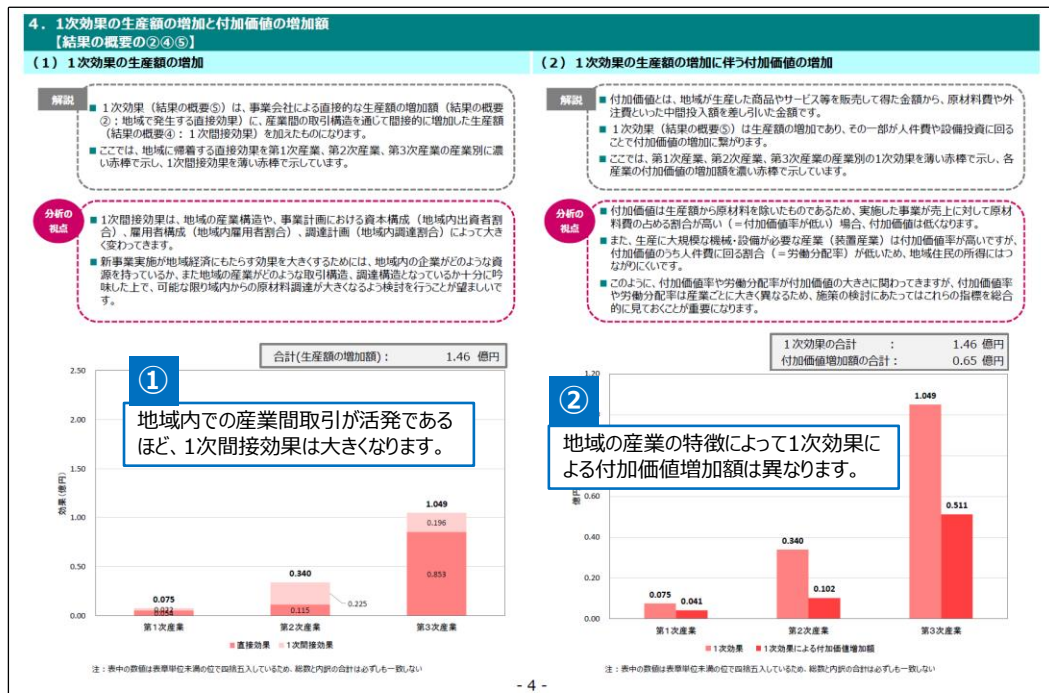 4．1次効果の生産額の増加と付加価値の増加額
【結果の概要の②④⑤】
（1）1次効果の生産額の増加
解説
■ 1次効果（結果の概要⑤）は、事業会社による直接的な生産額の増加額（結果の概要
②：地域で発生する直接効果）に、産業間の取引構造を通じて間接的に増加した生産額
（結果の概要④：1次間接効果）を加えたものになります。
■ ここでは、地域に帰着する直接効果を第1次産業、第2次産業、第3次産業の産業別に濃
い赤棒で示し、1次間接効果を薄い赤棒で示しています。
分析の
視点
■ 1次間接効果は、地域の産業構造や、事業計画における資本構成（地域内出資者割
合）、雇用者構成（地域内雇用者割合）、調達計画（地域内調達割合）によって大き
く変わってきます。
■ 新事業実施が地域経済にもたらす効果を大きくするためには、地域内の企業がどのような資
源を持っているか、また地域の産業がどのような取引構造、調達構造となっているか十分に吟
味した上で、可能な限り域内からの原材料調達が大きくなるよう検討を行うことが望ましいで
す。
合計(生産額の増加額)： 1.46 億円
①
地域内での産業間取引が活発である
ほど、1次間接効果は大きくなります。
効果(億円)
2.50
2.00
1.50
1.00
0.50
0.00
0.075
0.022
0.054
0.340
0.225
0.115
1.049
0.196
0.853
第1次産業 第2次産業 第3次産業
■直接効果 ■1次間接効果
注：表中の数値は表章単位未満の位で四捨五入しているため、総数と内訳の合計は必ずしも一致しない
（2）1次効果の生産額の増加に伴う付加価値の増加
解説
■ 付加価値とは、地域が生産した商品やサービス等を販売して得た金額から、原材料費や外
注費といった中間投入額を差し引いた金額です。
■ 1次効果（結果の概要⑤）は生産額の増加であり、その一部が人件費や設備投資に回る
ことで付加価値の増加に繋がります。
■ ここでは、第1次産業、第2次産業、第3次産業の産業別の1次効果を薄い赤棒で示し、各
産業の付加価値の増加額を濃い赤棒で示しています。
分析の
視点
■ 付加価値は生産額から原材料を除いたものであるため、実施した事業が売上に対して原材
料費の占める割合が高い（＝付加価値率が低い）場合、付加価値は低くなります。
■ また、生産に大規模な機械・設備が必要な産業（装置産業）は付加価値率が高いですが、
付加価値のうち人件費に回る割合（＝労働分配率）が低いため、地域住民の所得にはつ
ながりにくいです。
■ このように、付加価値率や労働分配率が付加価値の大きさに関わってきますが、付加価値率
や労働分配率は産業ごとに大きく異なるため、施策の検討にあたってはこれらの指標を総合
的に見ておくことが重要になります。
1次効果の合計 ： 1.46 億円
付加価値増加額の合計： 0.65 億円
②
地域の産業の特徴によって1次効果に
よる付加価値増加額は異なります。
1.20
0.60
0.40
0.20
0.00
0.075
0.041
0.340
0.102
1.049
0.511
第1次産業 第2次産業 第3次産業
■1次効果 ■1次効果による付加価値増加額
注：表中の数値は表章単位未満の位で四捨五入しているため、総数と内訳の合計は必ずしも一致しない
- 4 -